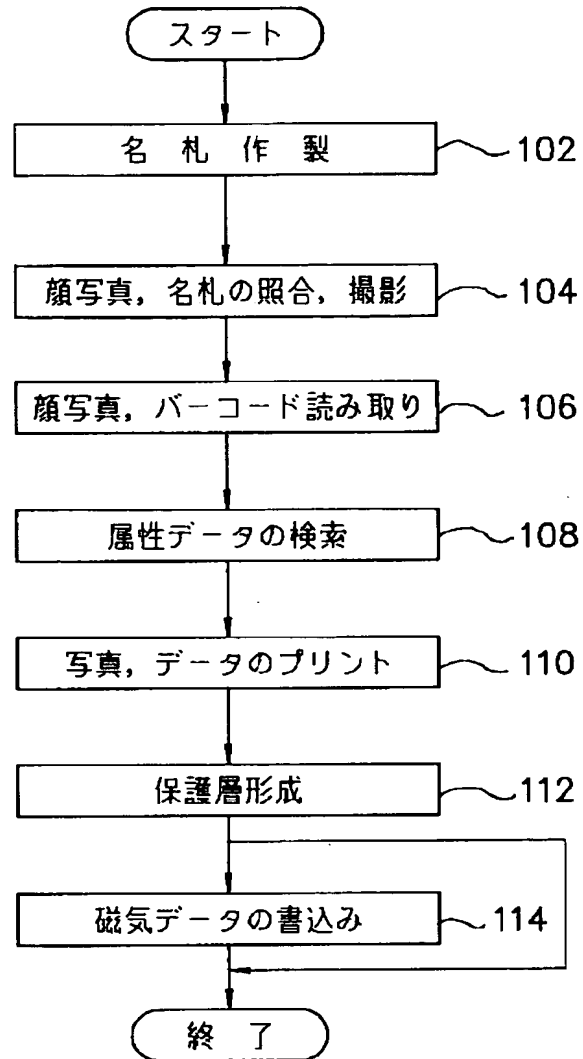 スタート
名札作製 102
顔写真，名札の照合，撮影 104
顔写真，バーコード読み取り 106
属性データの検索 108
写真，データのプリント 110
保護層形成 112
磁気データの書込み 114
終了